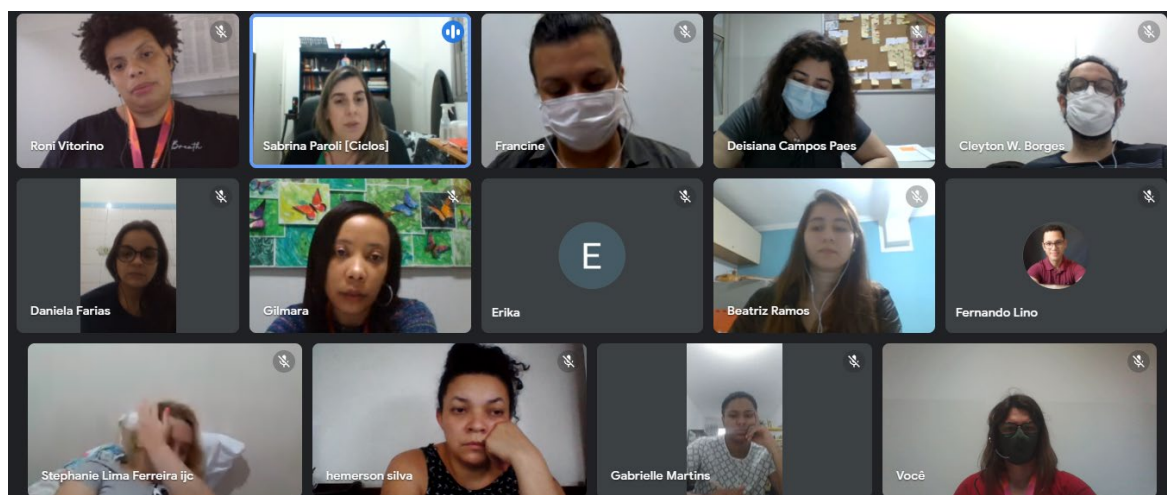 Roni Vitorino
Breath
Sabrina Paroli [Ciclos]
Francine
Deisiana Campos Paes
Cleyton W. Borges
Daniela Farias
Gilmara
E
Erika
Beatriz Ramos
Fernando Lino
Stephanie Lima Ferreira ijc
hemerson silva
Gabrielle Martins
Você